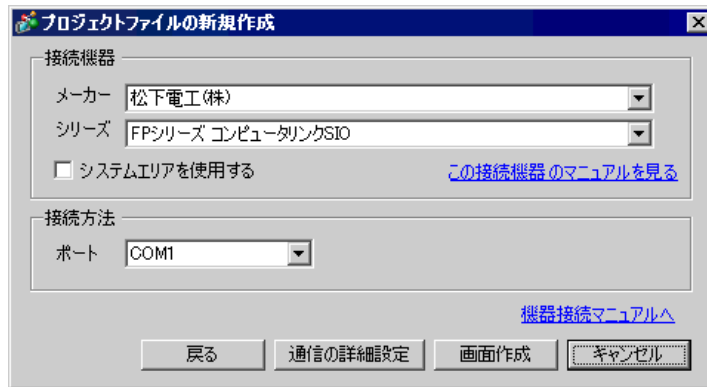 プロジェクトファイルの新規作成
接続機器
メーカー 松下電工(株)
シリーズ FPシリーズ コンピュータリンクSIO
システムエリアを使用する この接続機器のマニュアルを見る
接続方法
ポート COM1
機器接続マニュアルへ
戻る 通信の詳細設定 画面作成 キャンセル